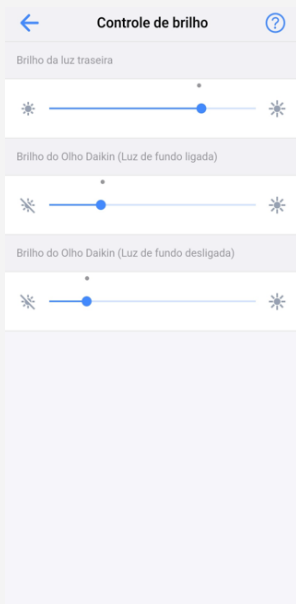 Controle de brilho
?
Brilho da luz traseira
Brilho do Olho Daikin (Luz de fundo ligada)
Brilho do Olho Daikin (Luz de fundo desligada)